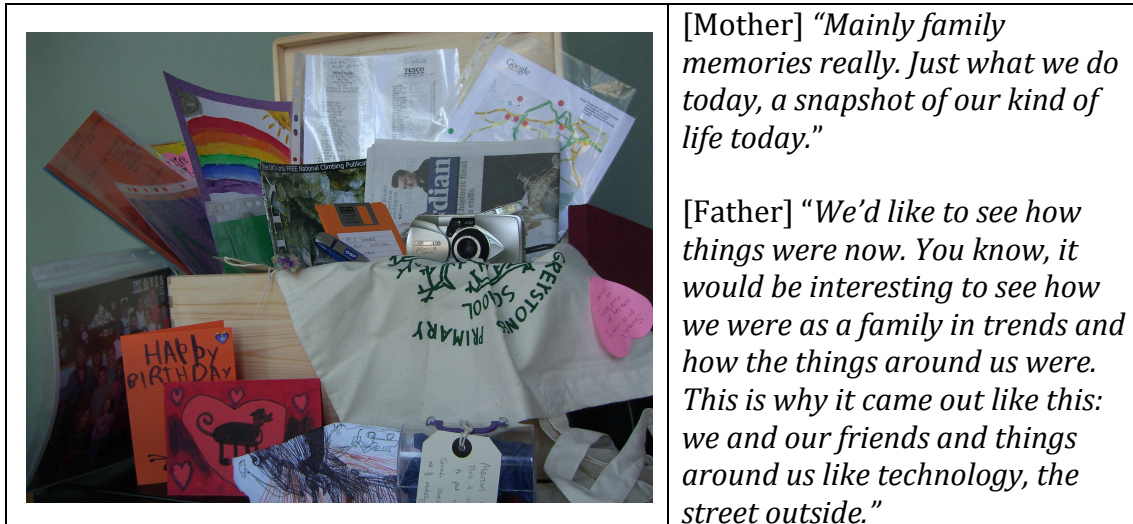 TESCO
Google
The UK's only FREE National Climbing Publication
rdian
GREYSTONE
PRIMARY
HAPPY
BIRTHDAY
[Mother] “Mainly family
memories really. Just what we do
today, a snapshot of our kind of
life today.”
[Father] “We’d like to see how
things were now. You know, it
would be interesting to see how
we were as a family in trends and
how the things around us were.
This is why it came out like this:
we and our friends and things
around us like technology, the
street outside.”